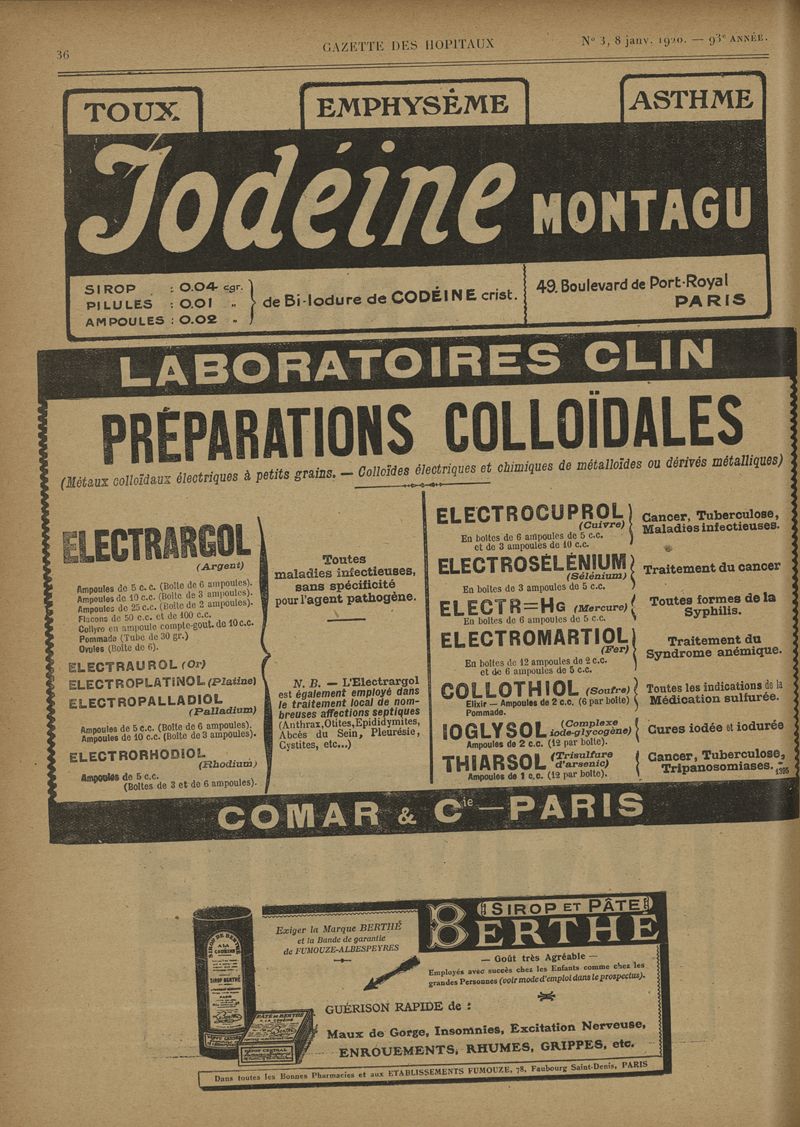 36
GAZETTE DES HOPITAUX
N° 3, 8 janv. 1920. — 93e ANNÉE.
TOUX
EMPHYSÈME
ASTHME
Iodéine MONTAGU
SIROP : 0.04 cgr.
PILULES : 0.01 „
AMPOULES : 0.02 „
de Bi-Iodure de CODÉINE crist.
49. Boulevard de Port-Royal
PARIS
LABORATOIRES CLIN
PRÉPARATIONS COLLOÏDALES
(Métaux colloïdaux électriques à petits grains. — Colloïdes électriques et chimiques de métalloïdes ou dérivés métalliques)
ELECTRARGOL
(Argent)
Ampoules de 5 c.c. (Boîte de 6 ampoules).
Ampoules de 10 c.c. (Boîte de 3 ampoules).
Ampoules de 25 c.c. (Boîte de 2 ampoules).
Flacons de 50 c.c. et de 100 c.c.
Collyre en ampoule compte-gout. de 10 c.c.
Pommade (Tube de 30 gr.)
Ovules (Boîte de 6).
ELECTRAUROL (Or)
ELECTROPLATINOL (Platine)
ELECTROPALLADIOL
(Palladium)
Ampoules de 5 c.c. (Boîte de 6 ampoules).
Ampoules de 10 c.c. (Boîte de 3 ampoules).
ELECTRORHODIOL
(Rhodium)
Ampoules de 5 c.c.
(Boîtes de 3 et de 6 ampoules).
Toutes
maladies infectieuses,
sans spécificité
pour l'agent pathogène.
N. B. — L'Electrargol
est également employé dans
le traitement local de nom-
breuses affections septiques
(Anthrax, Otites, Epididymites,
Abcès du Sein, Pleurésie,
Cystites, etc...)
ELECTROCUPROL
(Cuivre)
En boîtes de 6 ampoules de 5 c.c.
et de 3 ampoules de 10 c.c.
Cancer, Tuberculose,
Maladies infectieuses.
ELECTROSÉLÉNIUM
(Sélénium)
En boîtes de 3 ampoules de 5 c.c.
Traitement du cancer
ELECTR=HG (Mercure)
En boîtes de 6 ampoules de 5 c.c.
Toutes formes de la
Syphilis.
ELECTROMARTIOL
(Fer)
En boîtes de 12 ampoules de 2 c.c.
et de 6 ampoules de 5 c.c.
Traitement du
Syndrome anémique.
COLLOTHIOL (Soufre)
Elixir — Ampoules de 2 c.c. (6 par boîte)
Pommade.
Toutes les indications de la
Médication sulfurée.
IOGLYSOL (Complexe
iodo-glycogène)
Ampoules de 2 c.c. (12 par boîte).
Cures iodée et iodurée
THIARSOL (Trisulfure
d'arsenic)
Ampoules de 1 c.c. (12 par boîte).
Cancer, Tuberculose,
Tripanosomiases.
1395
COMAR & Cie — PARIS
SIROP DE BERTHÉ
A LA
CODÉINE
SIROP BERTHÉ
PARIS
PÂTE DE BERTHÉ
Exiger la Marque BERTHÉ
et la Bande de garantie
de FUMOUZE-ALBESPEYRES
SIROP ET PÂTE
BERTHÉ
— Goût très Agréable —
Employés avec succès chez les Enfants comme chez les
grandes Personnes (voir mode d'emploi dans le prospectus).
GUÉRISON RAPIDE de :
Maux de Gorge, Insomnies, Excitation Nerveuse,
ENROUEMENTS, RHUMES, GRIPPES, etc.
Dans toutes les Bonnes Pharmacies et aux ETABLISSEMENTS FUMOUZE, 78, Faubourg Saint-Denis, PARIS